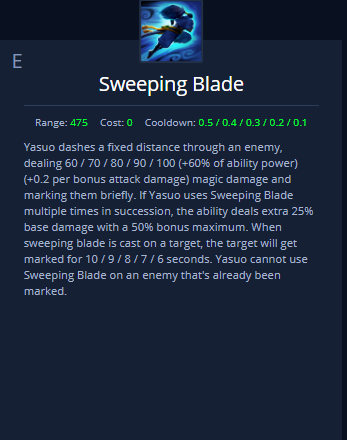 E
Sweeping Blade
Range: 475 Cost: 0 Cooldown: 0.5 / 0.4 / 0.3 / 0.2 / 0.1
Yasuo dashes a fixed distance through an enemy,
dealing 60 / 70 / 80 / 90 / 100 (+60% of ability power)
(+0.2 per bonus attack damage) magic damage and
marking them briefly. If Yasuo uses Sweeping Blade
multiple times in succession, the ability deals extra 25%
base damage with a 50% bonus maximum. When
sweeping blade is cast on a target, the target will get
marked for 10 / 9 / 8 / 7 / 6 seconds. Yasuo cannot use
Sweeping Blade on an enemy that's already been
marked.